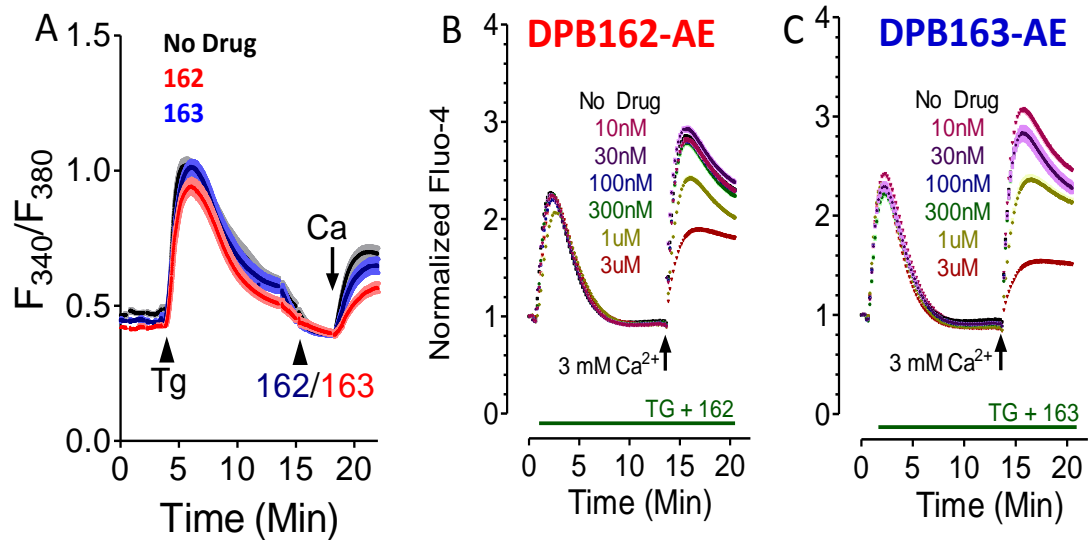 A
F340/F380
1.5
1.0
0.5
0.0
No Drug
162
163
Tg
Ca
162/163
0 5 10 15 20
Time (Min)
B DPB162-AE
Normalized Fluo-4
4
3
2
1
0
No Drug
10nM
30nM
100nM
300nM
1uM
3uM
3 mM Ca2+
TG + 162
0 5 10 15 20
Time (Min)
C DPB163-AE
4
3
2
1
0
No Drug
10nM
30nM
100nM
300nM
1uM
3uM
3 mM Ca2+
TG + 163
0 5 10 15 20
Time (Min)